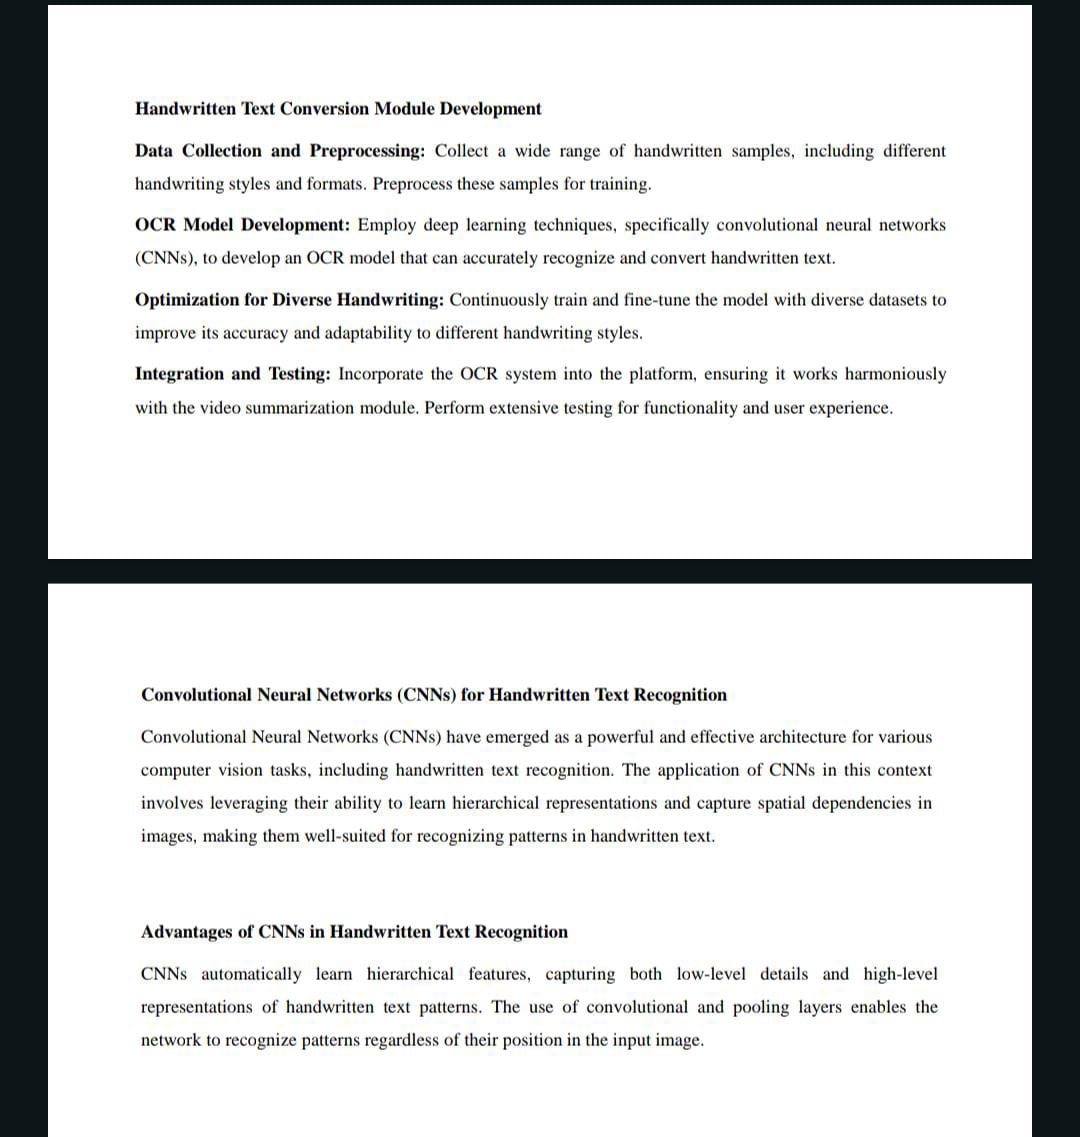 Handwritten Text Conversion Module Development
Data Collection and Preprocessing: Collect a wide range of handwritten samples, including different
handwriting styles and formats. Preprocess these samples for training.
OCR Model Development: Employ deep learning techniques, specifically convolutional neural networks
(CNNs), to develop an OCR model that can accurately recognize and convert handwritten text.
Optimization for Diverse Handwriting: Continuously train and fine-tune the model with diverse datasets to
improve its accuracy and adaptability to different handwriting styles.
Integration and Testing: Incorporate the OCR system into the platform, ensuring it works harmoniously
with the video summarization module. Perform extensive testing for functionality and user experience.
Convolutional Neural Networks (CNNs) for Handwritten Text Recognition
Convolutional Neural Networks (CNNs) have emerged as a powerful and effective architecture for various
computer vision tasks, including handwritten text recognition. The application of CNNs in this context
involves leveraging their ability to learn hierarchical representations and capture spatial dependencies in
images, making them well-suited for recognizing patterns in handwritten text.
Advantages of CNNs in Handwritten Text Recognition
CNNs automatically learn hierarchical features, capturing both low-level details and high-level
representations of handwritten text patterns. The use of convolutional and pooling layers enables the
network to recognize patterns regardless of their position in the input image.